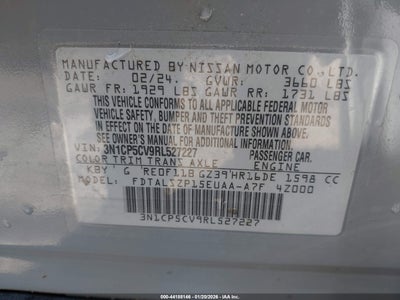 MANUFACTURED BY NISSAN MOTOR CO.,LTD.
DATE: 02/24. GVWR: 3660 LBS
GAWR FR: 1929 LBS GAWR RR: 1731 LBS
THIS VEHICLE CONFORMS TO ALL APPLICABLE FEDERAL MOTOR
VEHICLE SAFETY, BUMPER AND THEFT PREVENTION STANDARDS
IN EFFECT ON THE DATE OF MANUFACTURE SHOWN ABOVE.
SEE OWNER'S MANUAL FOR ADDITIONAL INFORMATION.
VIN: 3N1CP5CV9RL527227 PASSENGER CAR.
COLOR TRIM TRANS AXLE ENGINE
KBY G RE0F11B GZ39 HR16DE 1598 CC
MODEL FDTALSZP15EUAA-A7F 4Z000
3N1CP5CV9RL527227
(IAA) - 44188146 - 01/20/2026 - USA